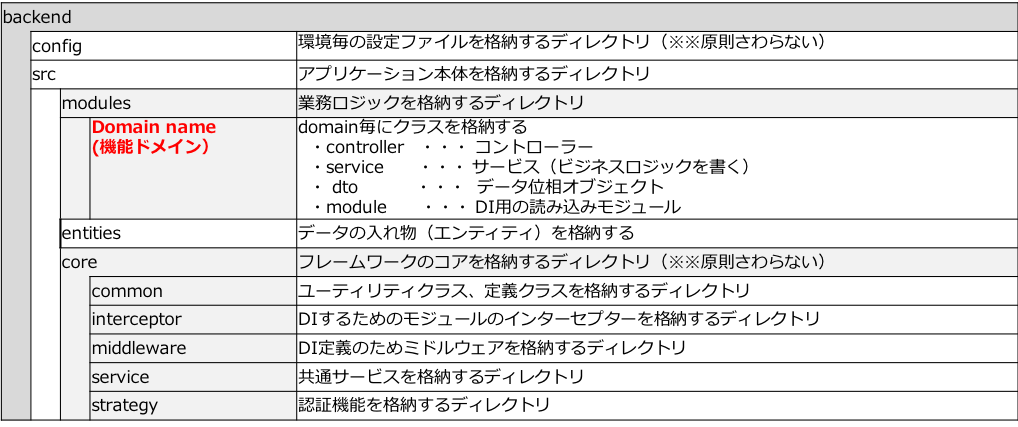 backend
config 環境毎の設定ファイルを格納するディレクトリ（※※原則さわらない）
src アプリケーション本体を格納するディレクトリ
modules 業務ロジックを格納するディレクトリ
Domain name
(機能ドメイン）
domain毎にクラスを格納する
・controller ・・・ コントローラー
・service ・・・ サービス（ビジネスロジックを書く）
・ dto ・・・ データ位相オブジェクト
・module ・・・ DI用の読み込みモジュール
entities データの入れ物（エンティティ）を格納する
core フレームワークのコアを格納するディレクトリ（※※原則さわらない）
common ユーティリティクラス、定義クラスを格納するディレクトリ
interceptor DIするためのモジュールのインターセプターを格納するディレクトリ
middleware DI定義のためミドルウェアを格納するディレクトリ
service 共通サービスを格納するディレクトリ
strategy 認証機能を格納するディレクトリ